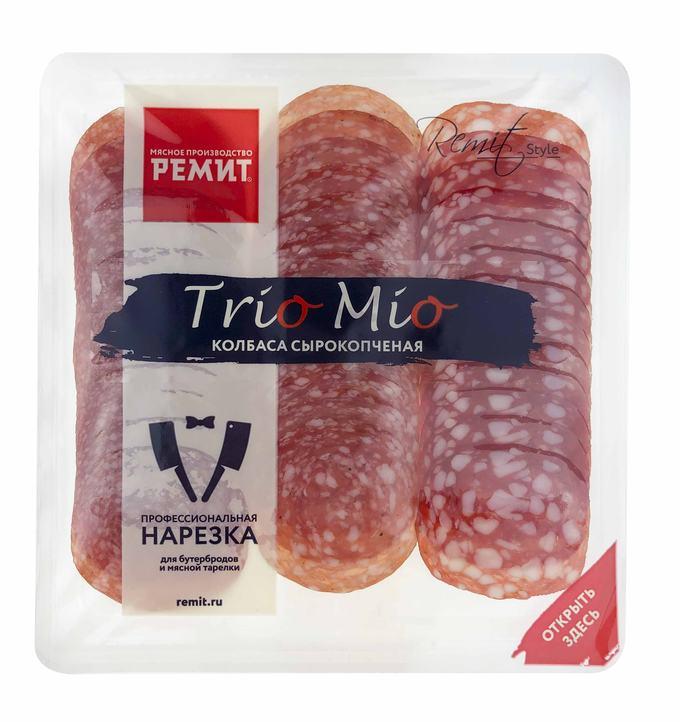 МЯСНОЕ ПРОИЗВОДСТВО
РЕМИТ®
Remit Style
Trio Mio
КОЛБАСА СЫРОКОПЧЕНАЯ
ПРОФЕССИОНАЛЬНАЯ
НАРЕЗКА
для бутербродов
и мясной тарелки
remit.ru
ОТКРЫТЬ
ЗДЕСЬ